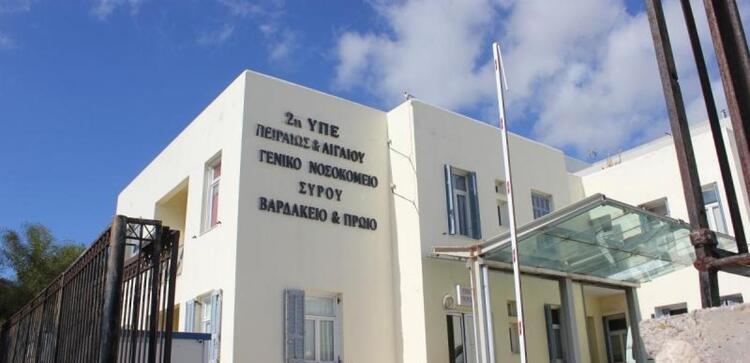 2η ΥΠΕ
ΠΕΙΡΑΙΩΣ & ΑΙΓΑΙΟΥ
ΓΕΝΙΚΟ ΝΟΣΟΚΟΜΕΙΟ
ΣΥΡΟΥ
ΒΑΡΔΑΚΕΙΟ & ΠΡΩΙΟ